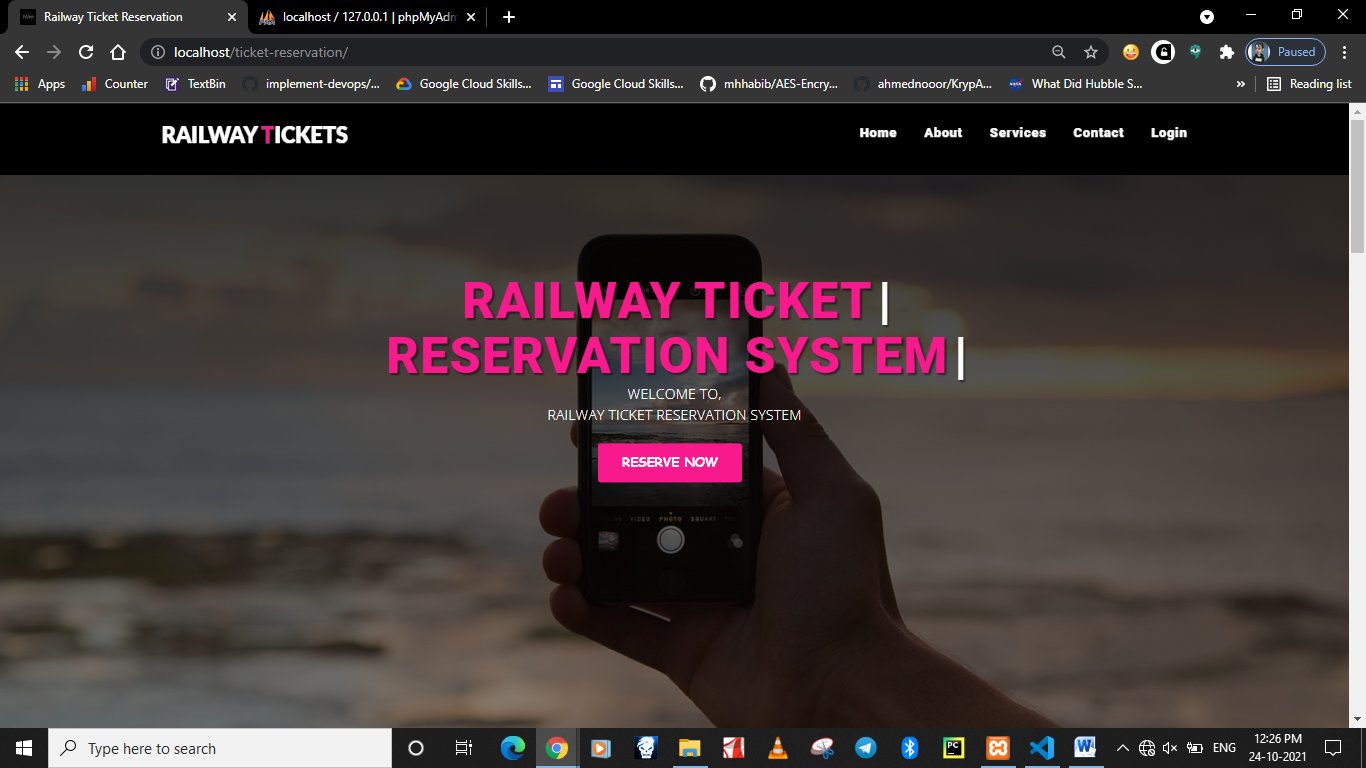 Railway Ticket Reservation
localhost / 127.0.0.1 | phpMyAdm
localhost/ticket-reservation/
Paused
Apps
Counter
TextBin
implement-devops/...
Google Cloud Skills...
Google Cloud Skills...
mhhabib/AES-Encry...
ahmednooor/KrypA...
What Did Hubble S...
»
Reading list
RAILWAY TICKETS
Home
About
Services
Contact
Login
RAILWAY TICKET|
RESERVATION SYSTEM|
WELCOME TO,
RAILWAY TICKET RESERVATION SYSTEM
RESERVE NOW
VIDEO PHOTO SQUARE
Type here to search
PC
ENG
12:26 PM
24-10-2021